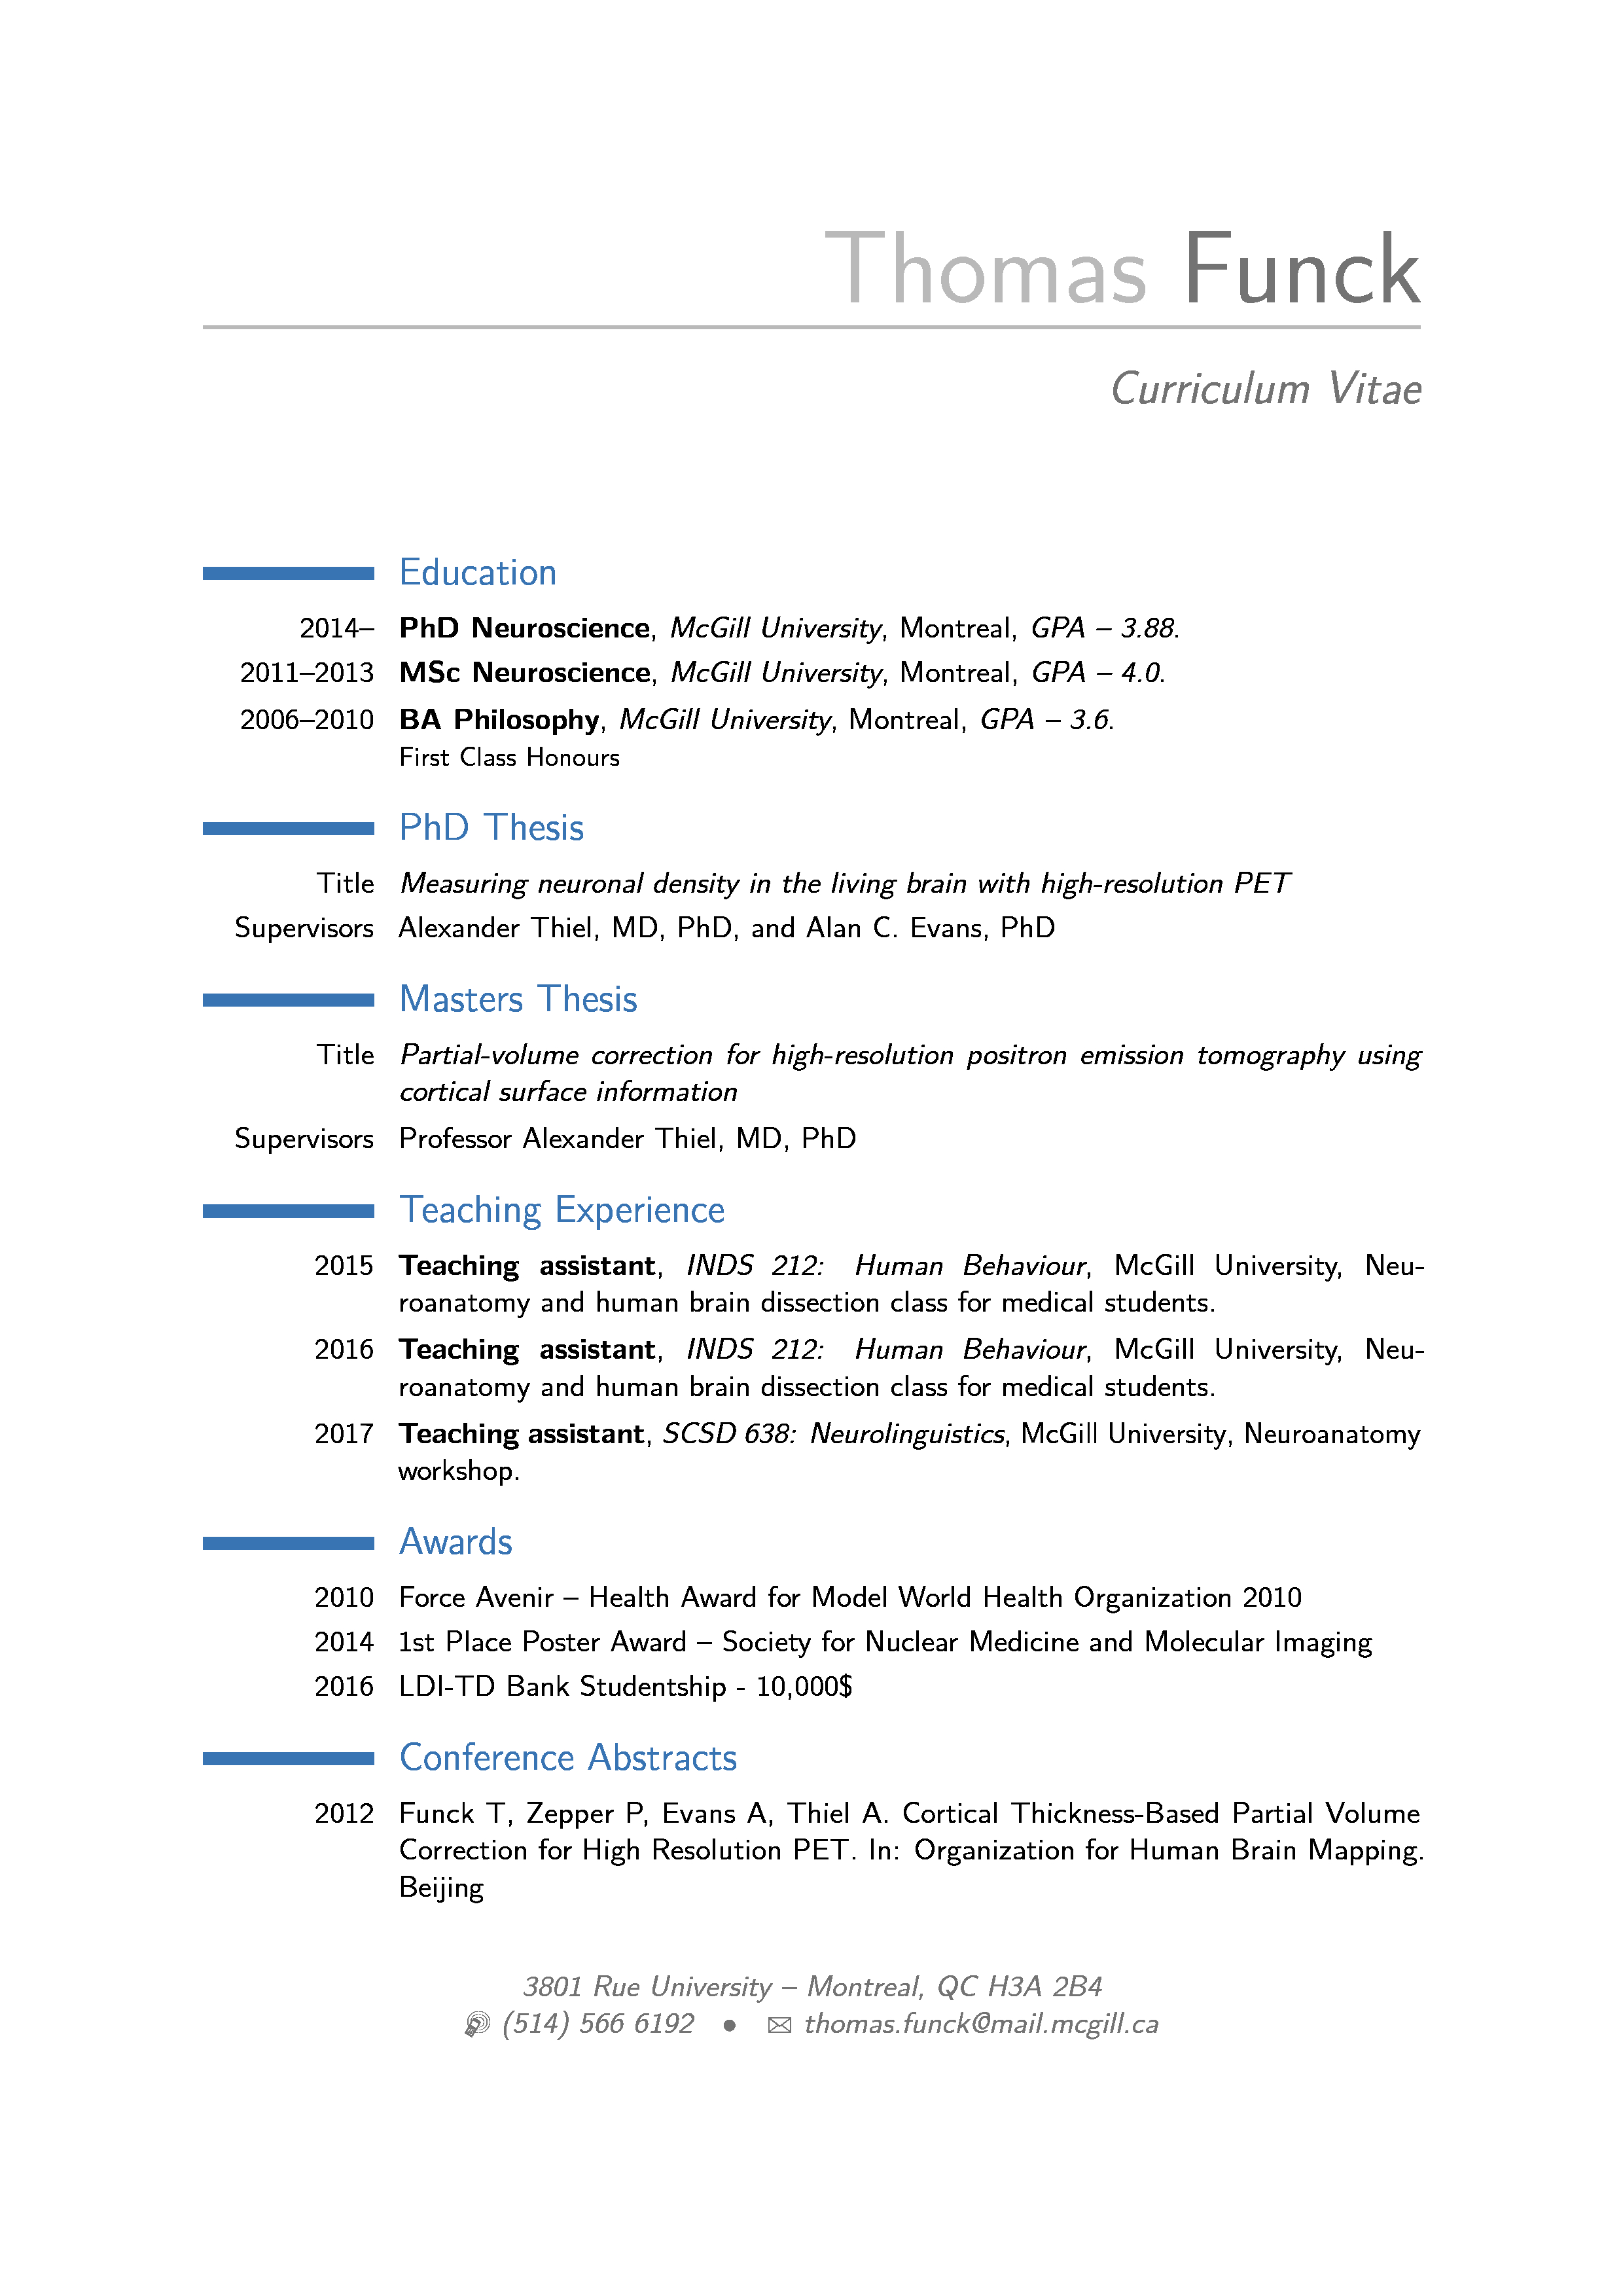 Thomas Funck
Curriculum Vitae
Education
2014– PhD Neuroscience, McGill University, Montreal, GPA – 3.88.
2011–2013 MSc Neuroscience, McGill University, Montreal, GPA – 4.0.
2006–2010 BA Philosophy, McGill University, Montreal, GPA – 3.6.
First Class Honours
PhD Thesis
Title Measuring neuronal density in the living brain with high-resolution PET
Supervisors Alexander Thiel, MD, PhD, and Alan C. Evans, PhD
Masters Thesis
Title Partial-volume correction for high-resolution positron emission tomography using
cortical surface information
Supervisors Professor Alexander Thiel, MD, PhD
Teaching Experience
2015 Teaching assistant, INDS 212: Human Behaviour, McGill University, Neu-
roanatomy and human brain dissection class for medical students.
2016 Teaching assistant, INDS 212: Human Behaviour, McGill University, Neu-
roanatomy and human brain dissection class for medical students.
2017 Teaching assistant, SCSD 638: Neurolinguistics, McGill University, Neuroanatomy
workshop.
Awards
2010 Force Avenir – Health Award for Model World Health Organization 2010
2014 1st Place Poster Award – Society for Nuclear Medicine and Molecular Imaging
2016 LDI-TD Bank Studentship - 10,000$
Conference Abstracts
2012 Funck T, Zepper P, Evans A, Thiel A. Cortical Thickness-Based Partial Volume
Correction for High Resolution PET. In: Organization for Human Brain Mapping.
Beijing
3801 Rue University – Montreal, QC H3A 2B4
(514) 566 6192 • thomas.funck@mail.mcgill.ca